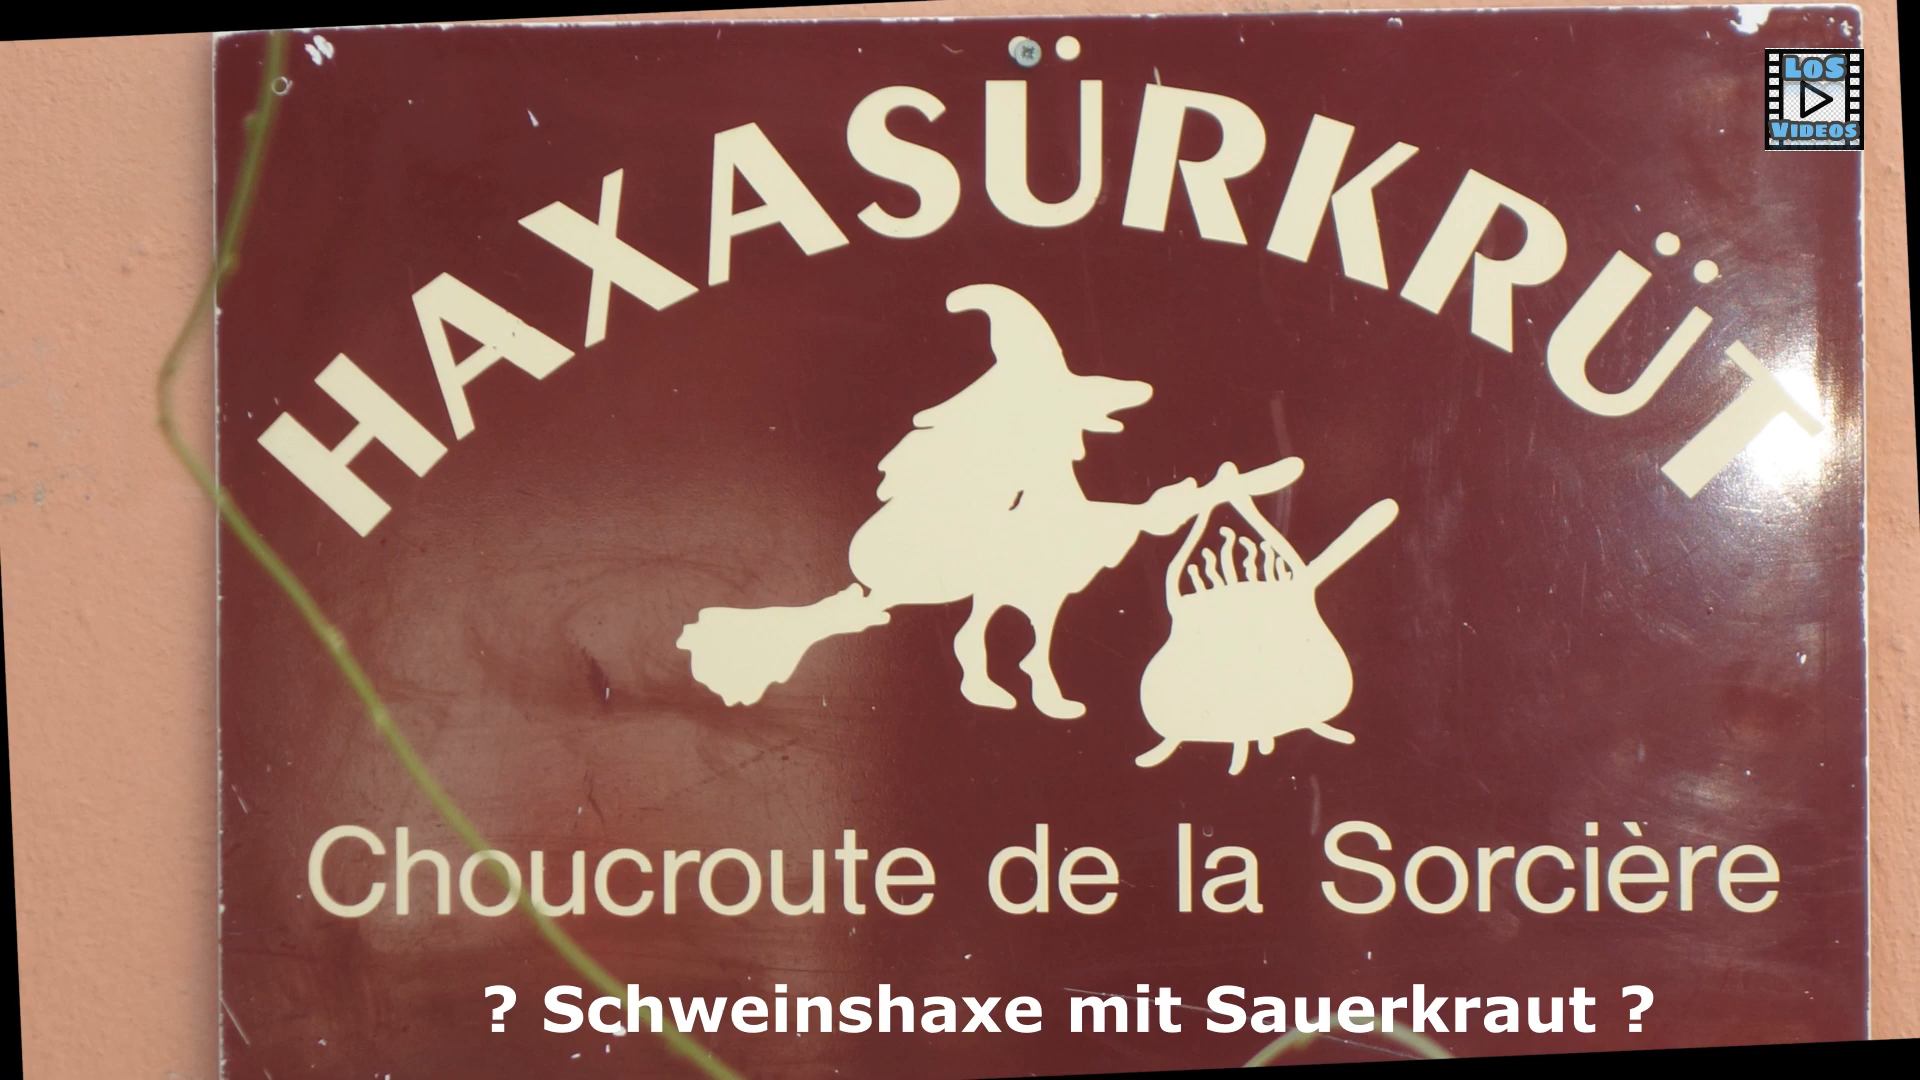 LOS
VIDEOS
HAXASÜRKRÜT
Choucroute de la Sorcière
? Schweinshaxe mit Sauerkraut ?